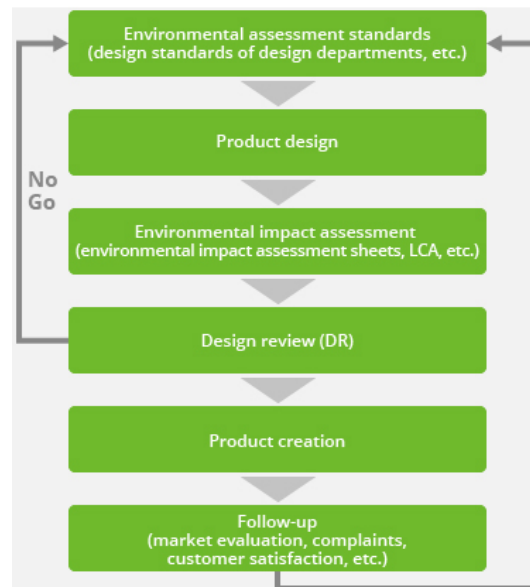 Environmental assessment standards
(design standards of design departments, etc.)
Product design
No
Go
Environmental impact assessment
(environmental impact assessment sheets, LCA, etc.)
Design review (DR)
Product creation
Follow-up
(market evaluation, complaints,
customer satisfaction, etc.)